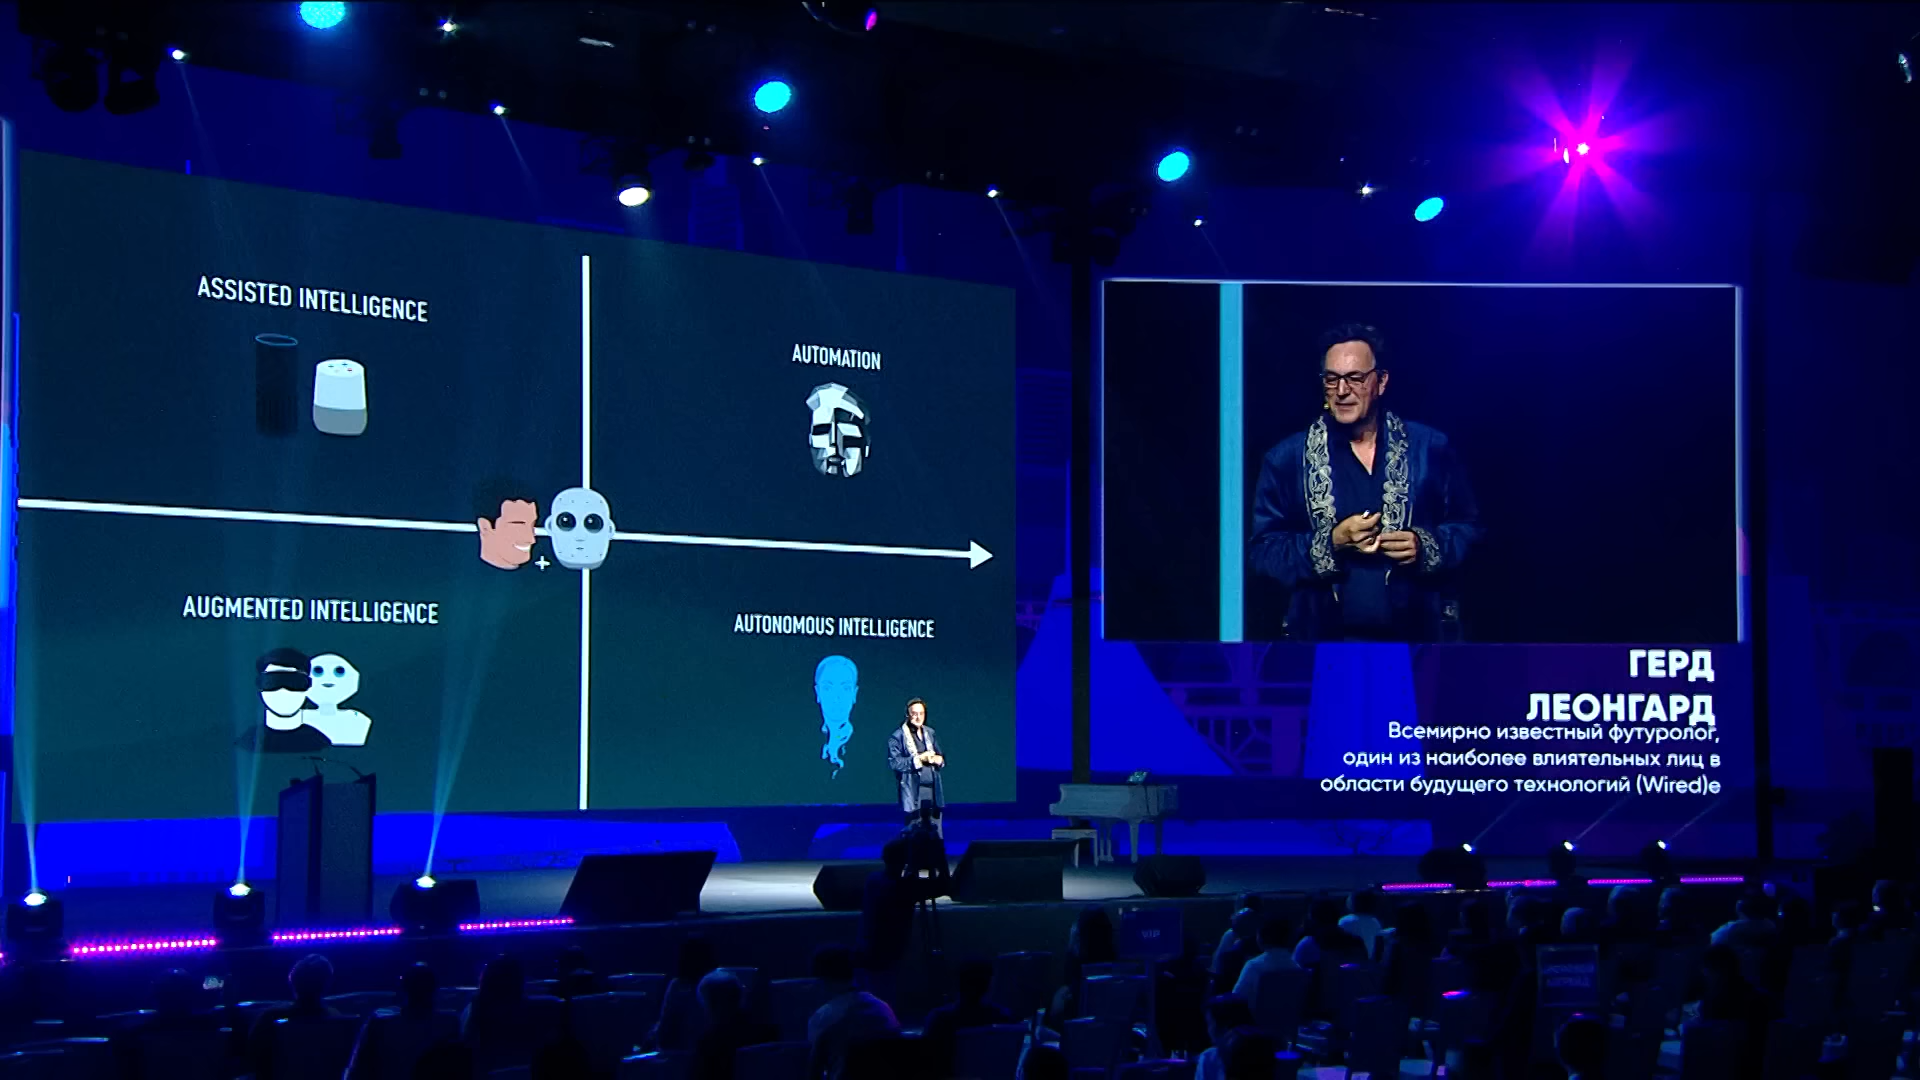 ASSISTED INTELLIGENCE
AUTOMATION
+
AUGMENTED INTELLIGENCE
AUTONOMOUS INTELLIGENCE
ГЕРД
ЛЕОНГАРД
Всемирно известный футуролог,
один из наиболее влиятельных лиц в
области будущего технологий (Wired)е
VIP